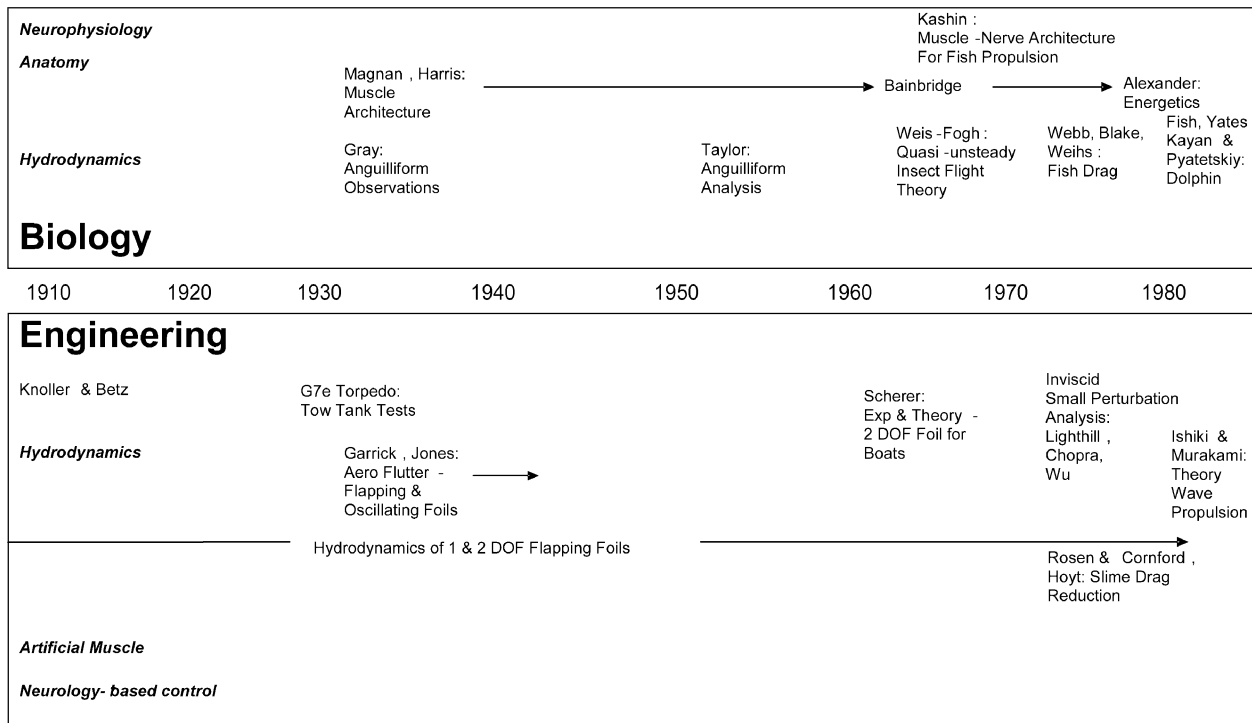 Neurophysiology
Anatomy
Kashin :
Muscle -Nerve Architecture
For Fish Propulsion
Magnan , Harris:
Muscle
Architecture
Bainbridge
Alexander:
Energetics
Hydrodynamics
Gray:
Anguilliform
Observations
Taylor:
Anguilliform
Analysis
Weis -Fogh :
Quasi -unsteady
Insect Flight
Theory
Webb, Blake,
Weihs :
Fish Drag
Fish, Yates
Kayan &
Pyatetskiy:
Dolphin
Biology
1910 1920 1930 1940 1950 1960 1970 1980
Engineering
Knoller & Betz
G7e Torpedo:
Tow Tank Tests
Scherer:
Exp & Theory -
2 DOF Foil for
Boats
Inviscid
Small Perturbation
Analysis:
Lighthill ,
Chopra,
Wu
Ishiki &
Murakami:
Theory
Wave
Propulsion
Hydrodynamics
Garrick , Jones:
Aero Flutter -
Flapping &
Oscillating Foils
Hydrodynamics of 1 & 2 DOF Flapping Foils
Rosen & Cornford ,
Hoyt: Slime Drag
Reduction
Artificial Muscle
Neurology- based control